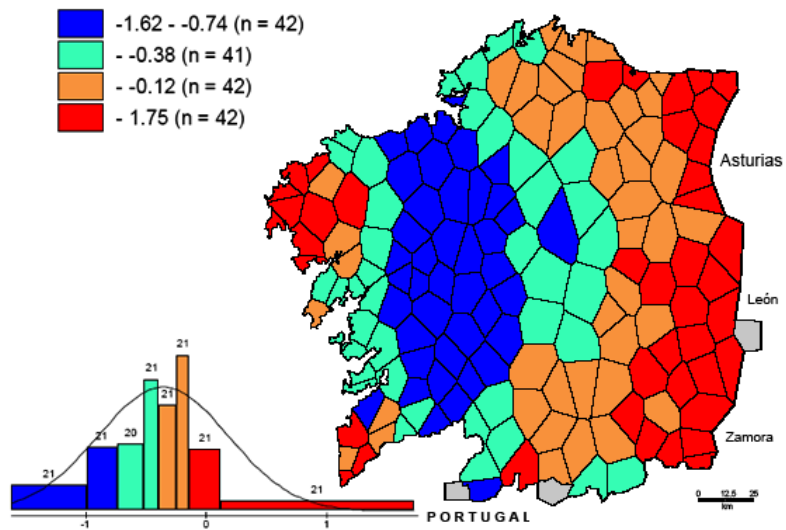 -1.62 - -0.74 (n = 42)
- -0.38 (n = 41)
- -0.12 (n = 42)
- 1.75 (n = 42)
Asturias
León
Zamora
0 12.5 25
km
PORTUGAL
21
21
20
21
21
21
21
21
-1 0 1